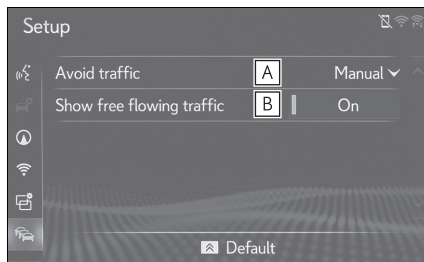 Setup
Avoid traffic A Manual
Show free flowing traffic B On
Default